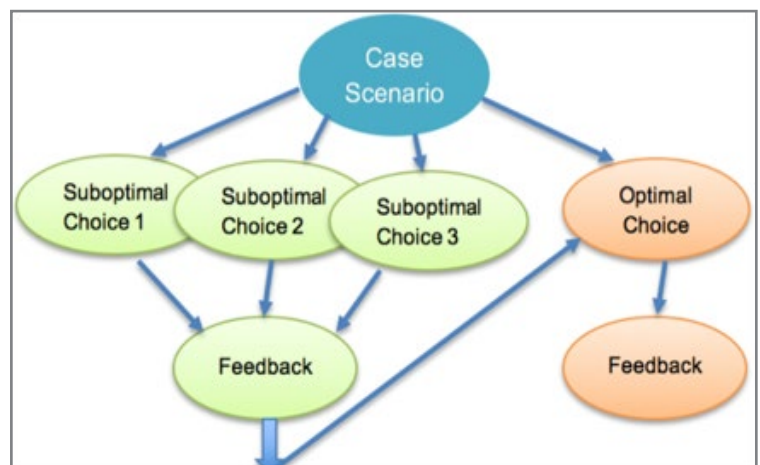 Case
Scenario
Suboptimal
Choice 1
Suboptimal
Choice 2
Suboptimal
Choice 3
Optimal
Choice
Feedback
Feedback